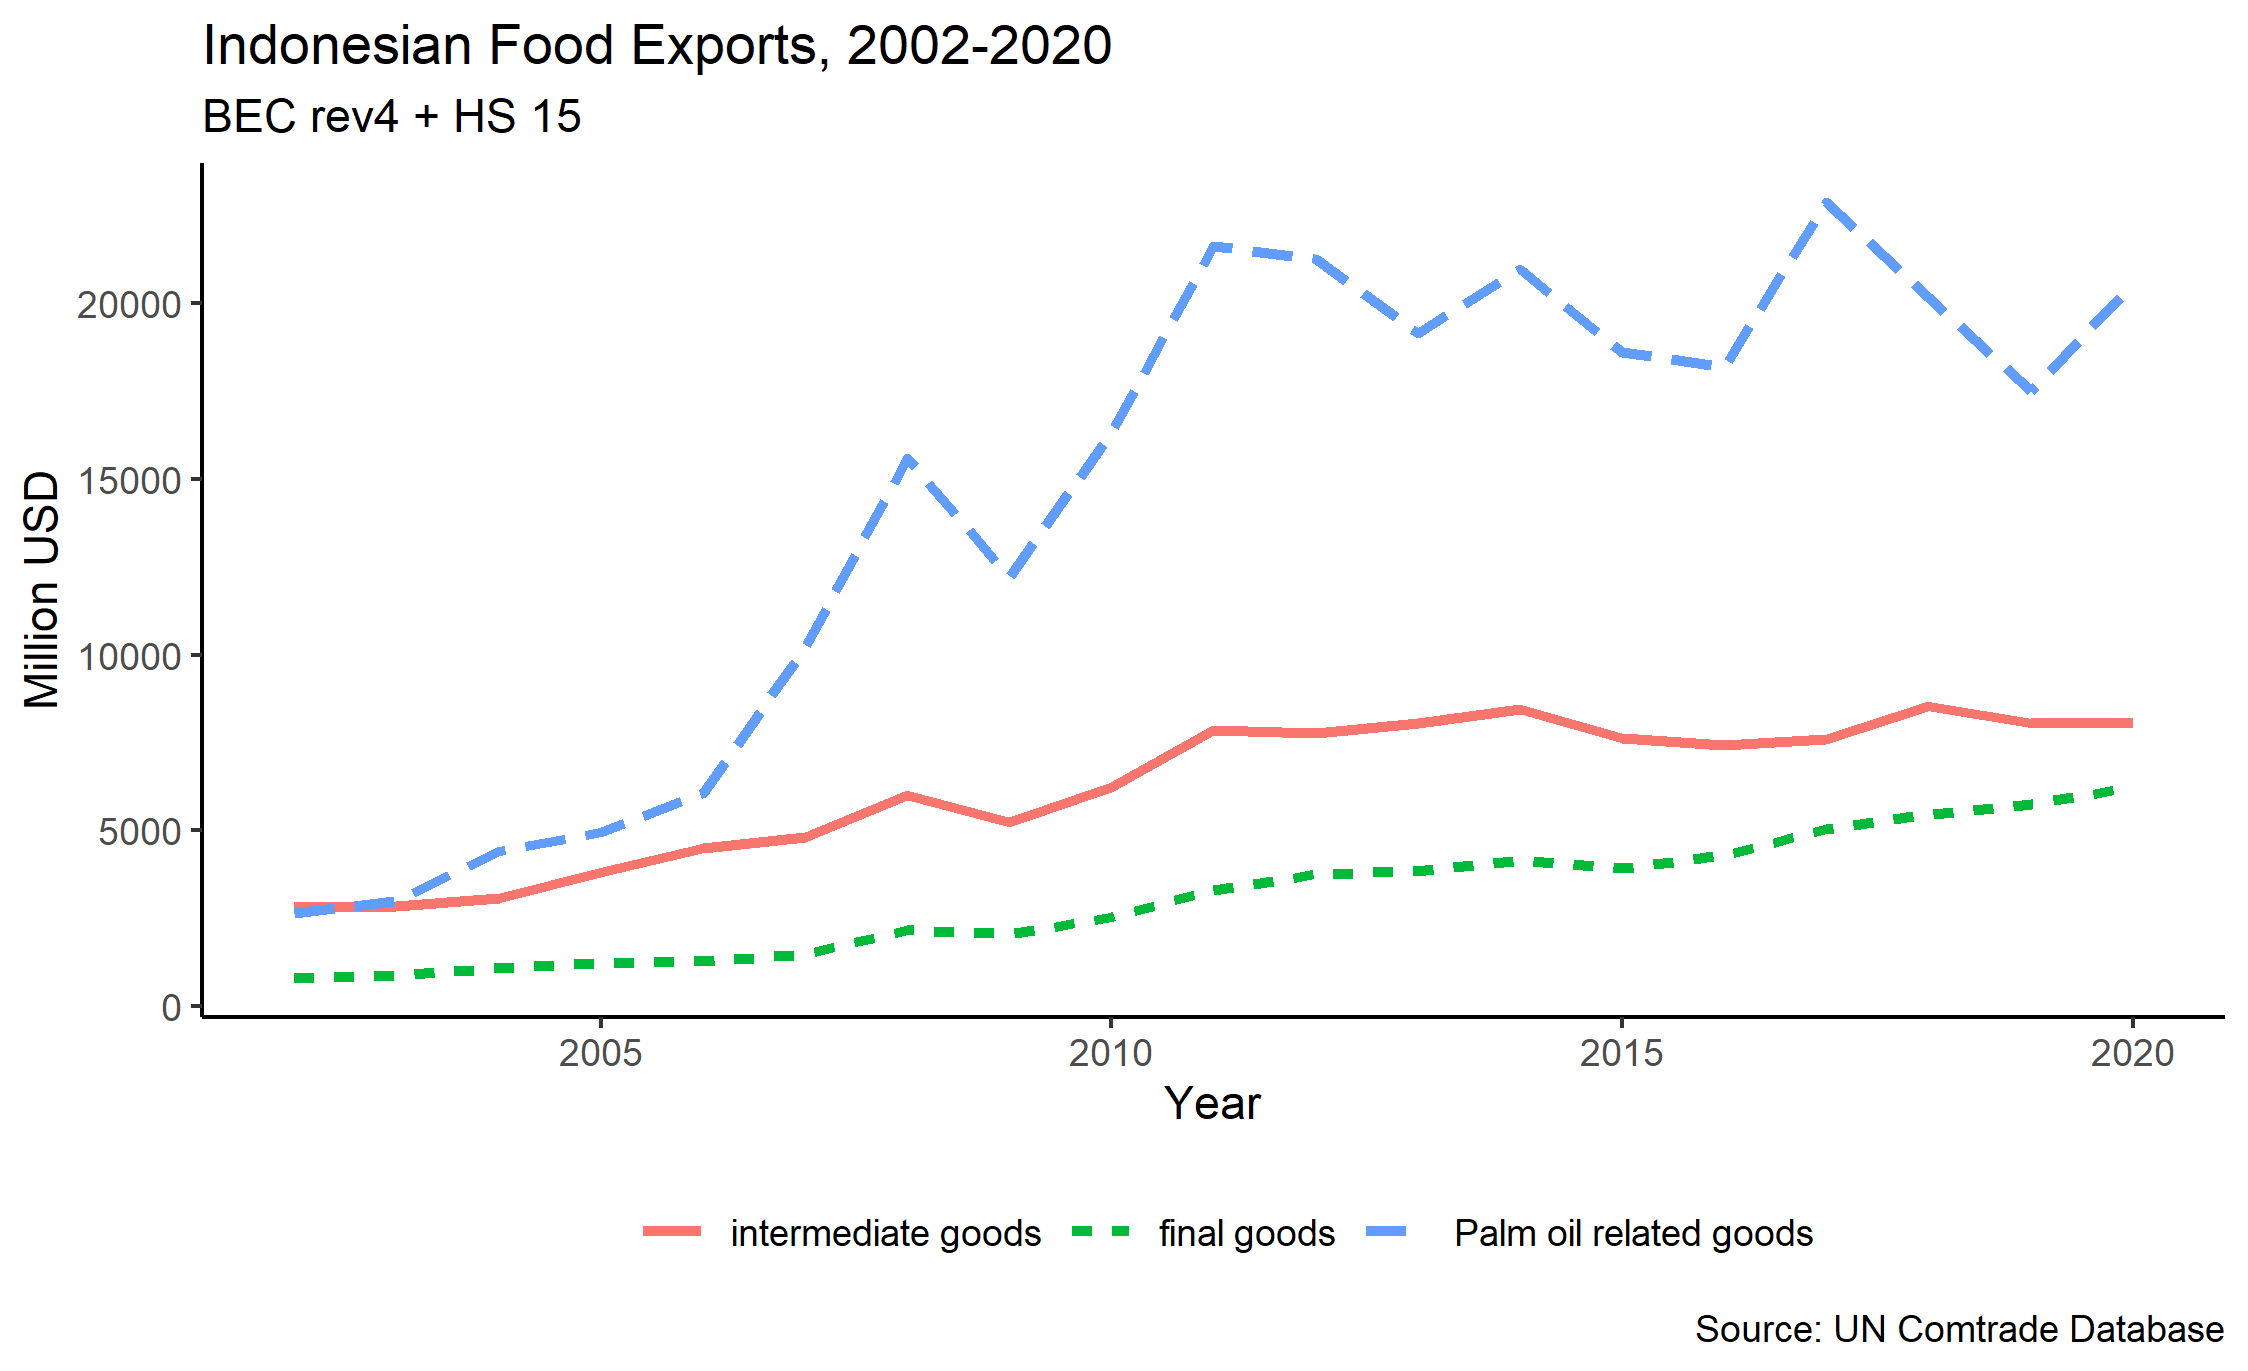 Indonesian Food Exports, 2002-2020
BEC rev4 + HS 15
Million USD
20000
15000
10000
5000
0
2005 2010 2015 2020
Year
intermediate goods final goods Palm oil related goods
Source: UN Comtrade Database